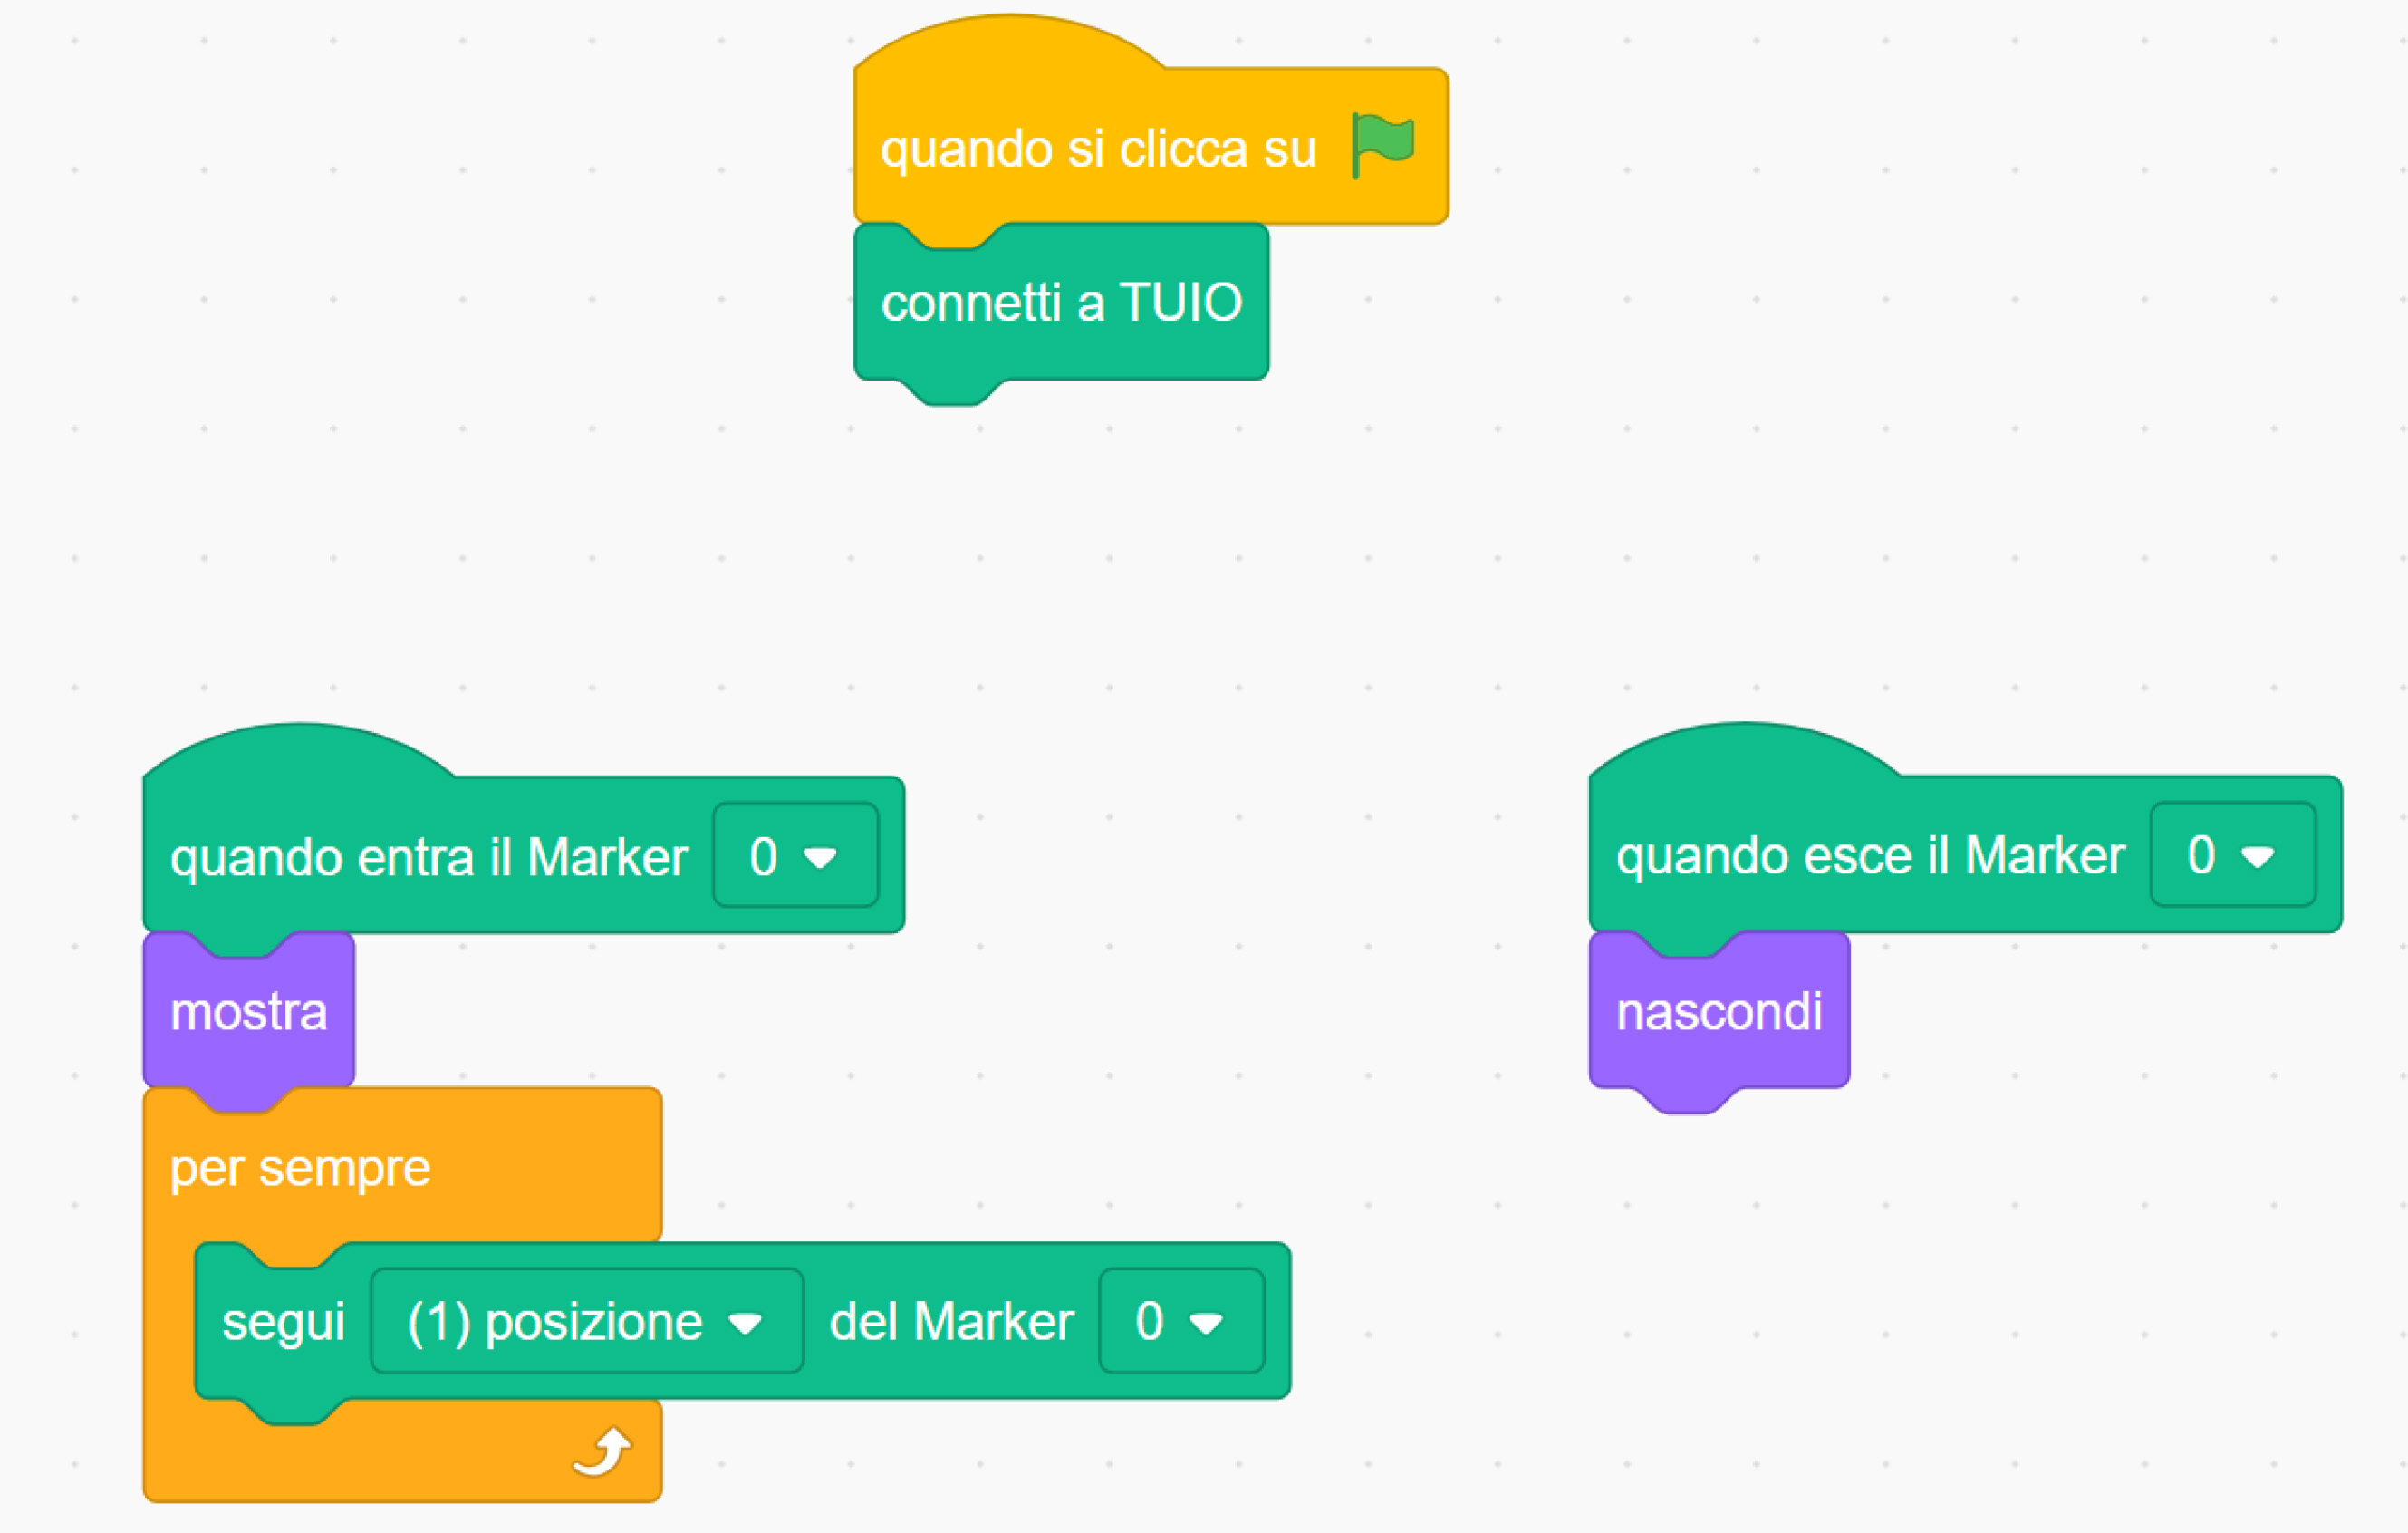 quando si clicca su
connetti a TUIO
quando entra il Marker 0
mostra
per sempre
segui (1) posizione del Marker 0
quando esce il Marker 0
nascondi